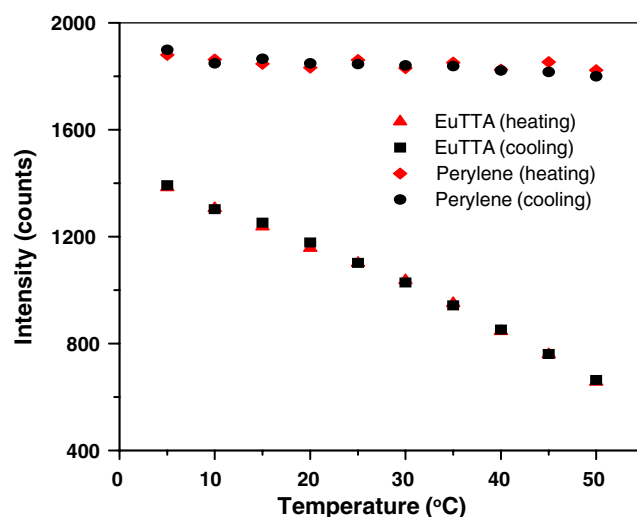 2000
1600
1200
800
400
Intensity (counts)
EuTTA (heating)
EuTTA (cooling)
Perylene (heating)
Perylene (cooling)
0 10 20 30 40 50
Temperature (°C)